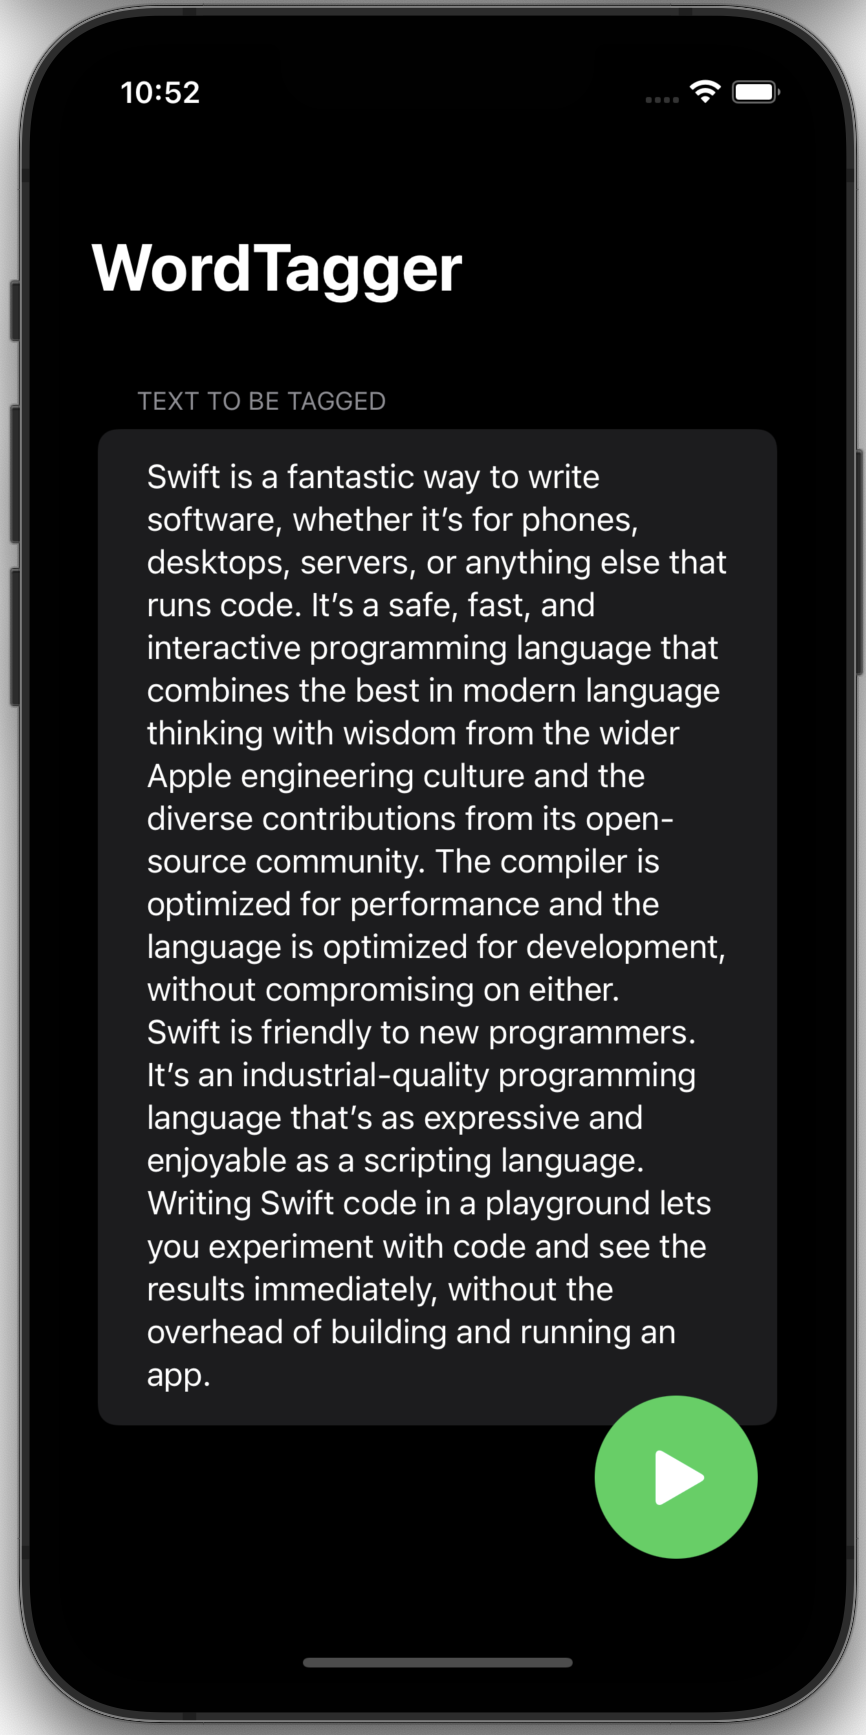 10:52
WordTagger
TEXT TO BE TAGGED
Swift is a fantastic way to write
software, whether it’s for phones,
desktops, servers, or anything else that
runs code. It’s a safe, fast, and
interactive programming language that
combines the best in modern language
thinking with wisdom from the wider
Apple engineering culture and the
diverse contributions from its open-
source community. The compiler is
optimized for performance and the
language is optimized for development,
without compromising on either.
Swift is friendly to new programmers.
It’s an industrial-quality programming
language that’s as expressive and
enjoyable as a scripting language.
Writing Swift code in a playground lets
you experiment with code and see the
results immediately, without the
overhead of building and running an
app.